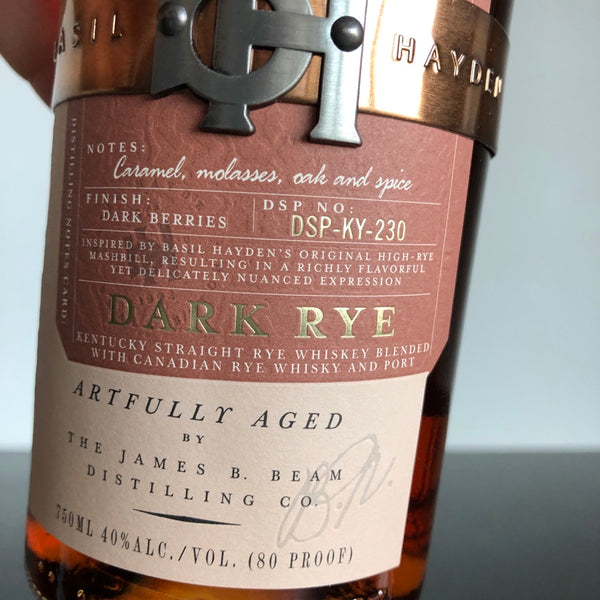 ASIL HAYDEN
DISTILLING NOTES CARD:
NOTES:
Caramel, molasses, oak and spice
FINISH:
DARK BERRIES
DSP NO:
DSP-KY-230
INSPIRED BY BASIL HAYDEN'S ORIGINAL HIGH-RYE
MASHBILL, RESULTING IN A RICHLY FLAVORFUL
YET DELICATELY NUANCED EXPRESSION
DARK RYE
KENTUCKY STRAIGHT RYE WHISKEY BLENDED
WITH CANADIAN RYE WHISKY AND PORT
ARTFULLY AGED
BY
THE JAMES B. BEAM
DISTILLING CO.
B.N.
750ML 40%ALC./VOL. (80 PROOF)